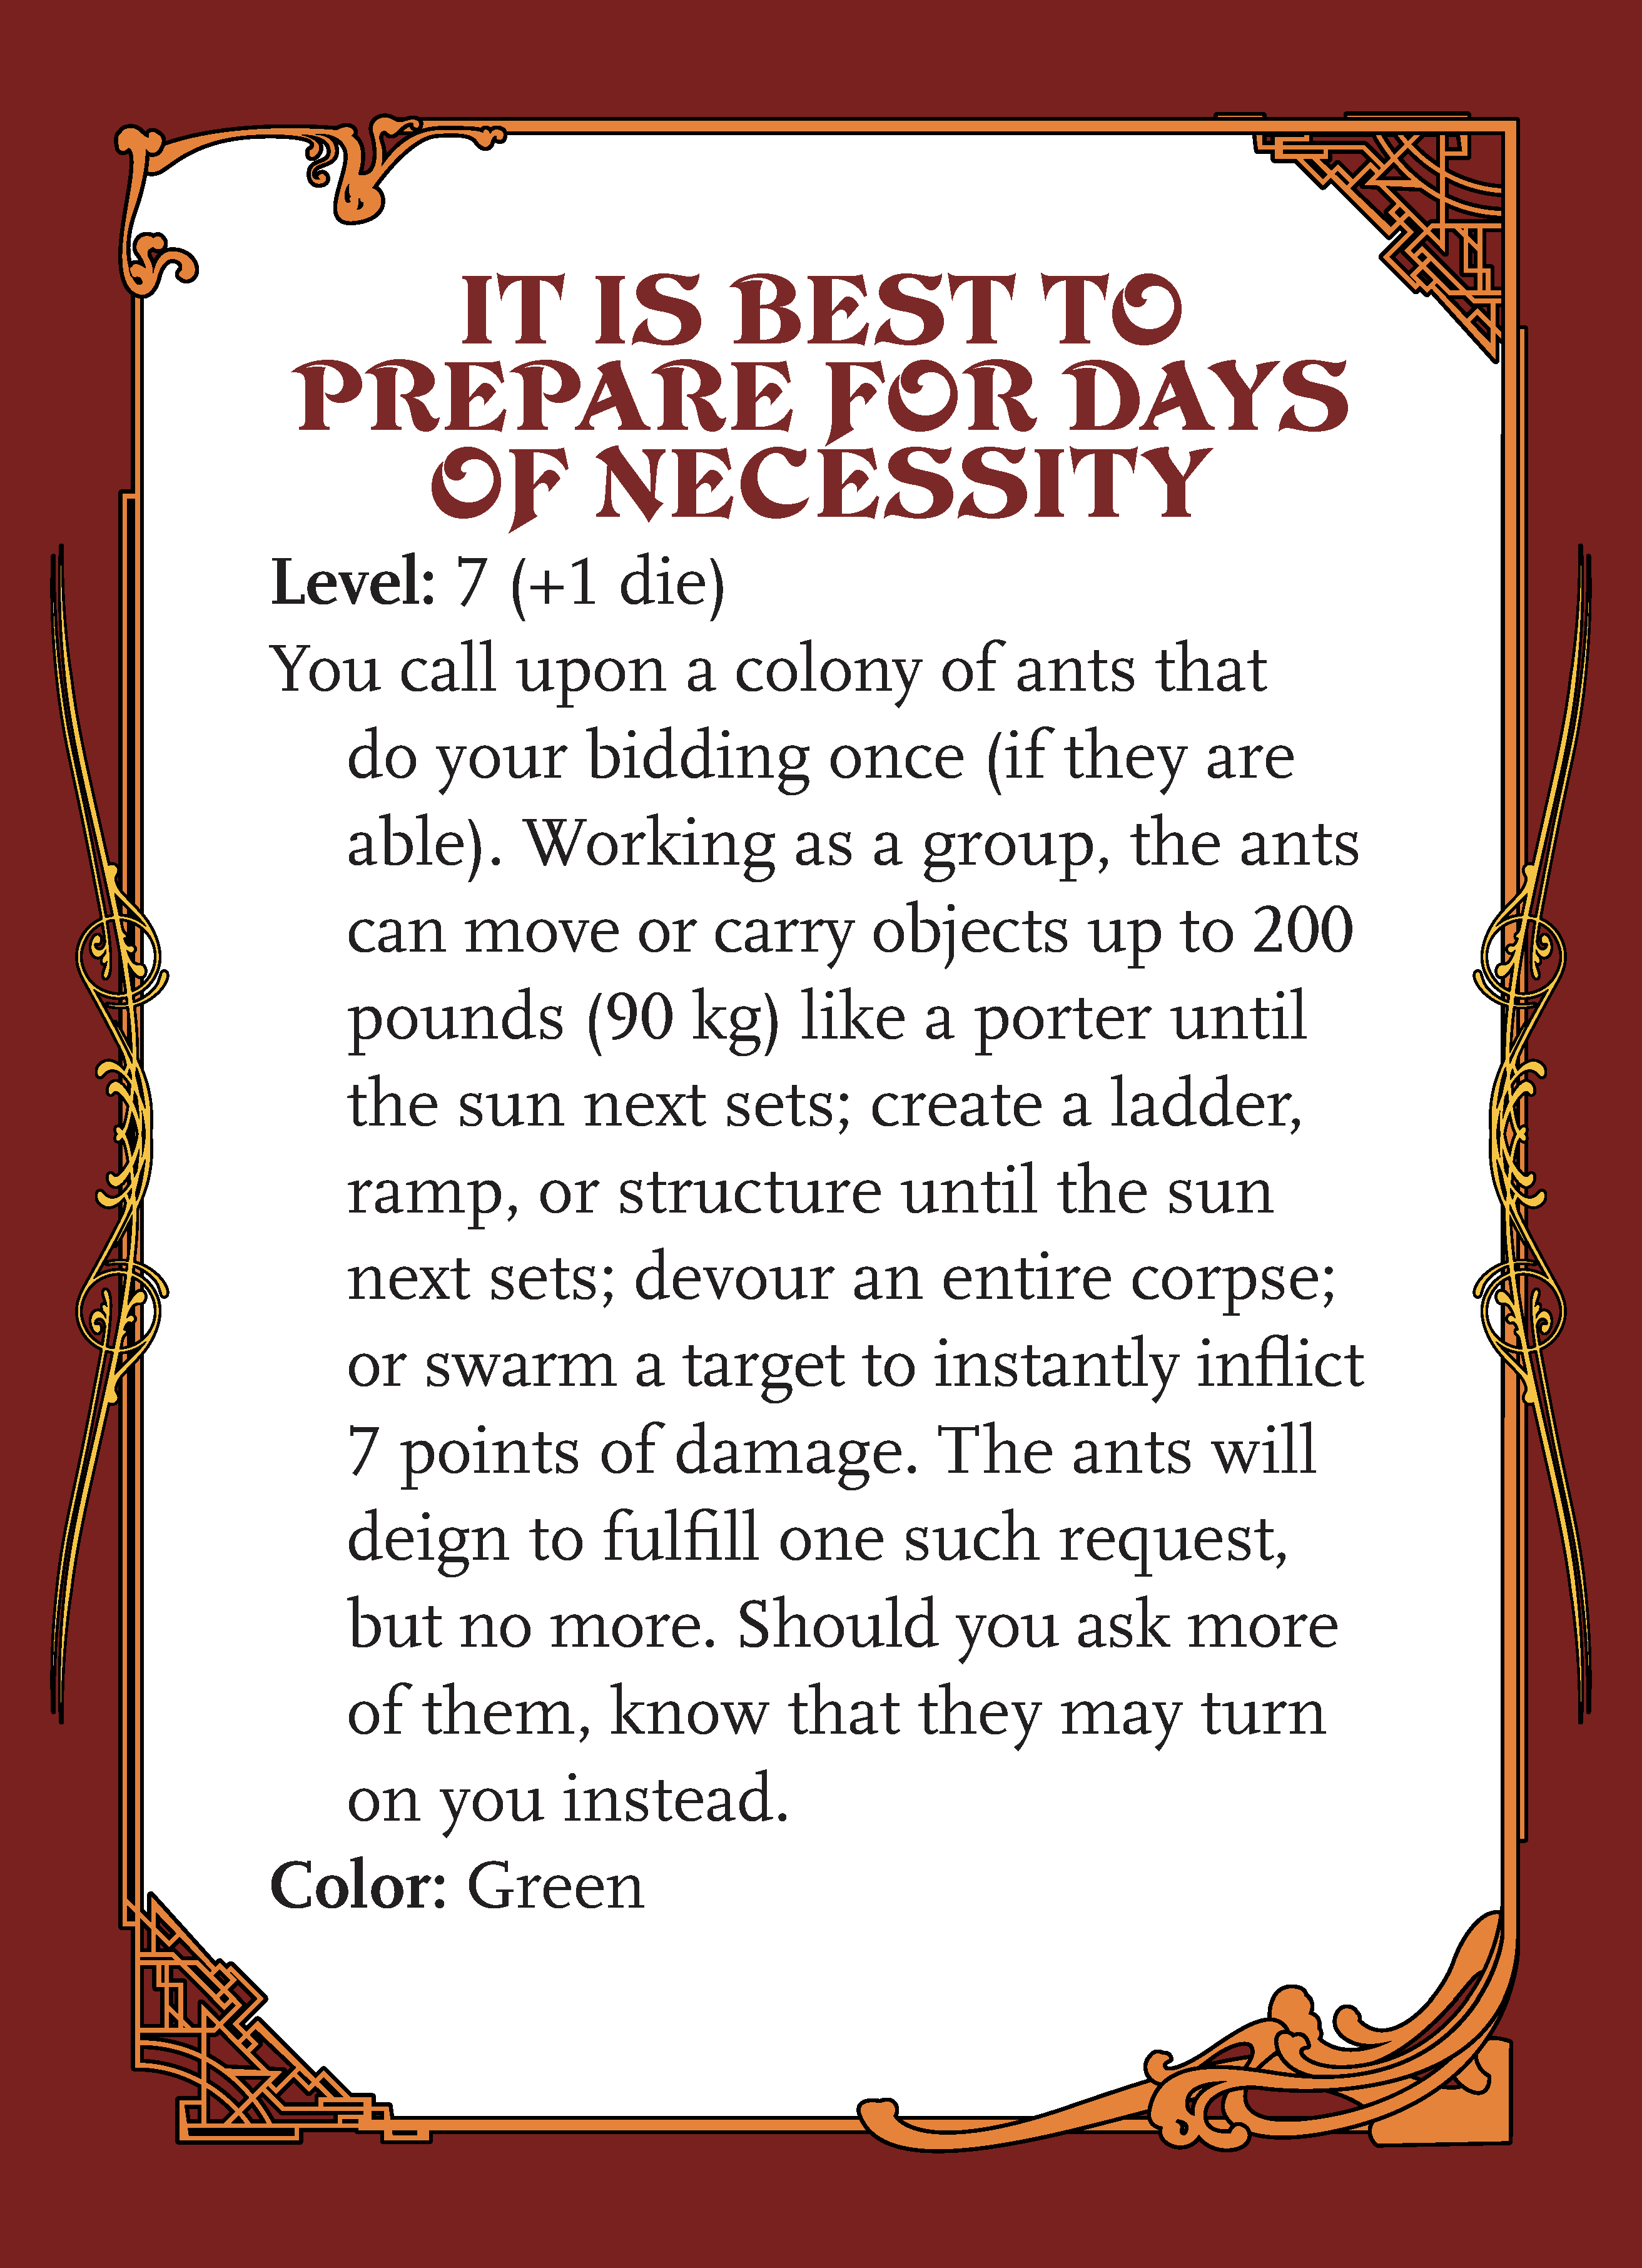 IT IS BEST TO
PREPARE FOR DAYS
OF NECESSITY
Level: 7 (+1 die)
You call upon a colony of ants that
do your bidding once (if they are
able). Working as a group, the ants
can move or carry objects up to 200
pounds (90 kg) like a porter until
the sun next sets; create a ladder,
ramp, or structure until the sun
next sets; devour an entire corpse;
or swarm a target to instantly inflict
7 points of damage. The ants will
deign to fulfill one such request,
but no more. Should you ask more
of them, know that they may turn
on you instead.
Color: Green